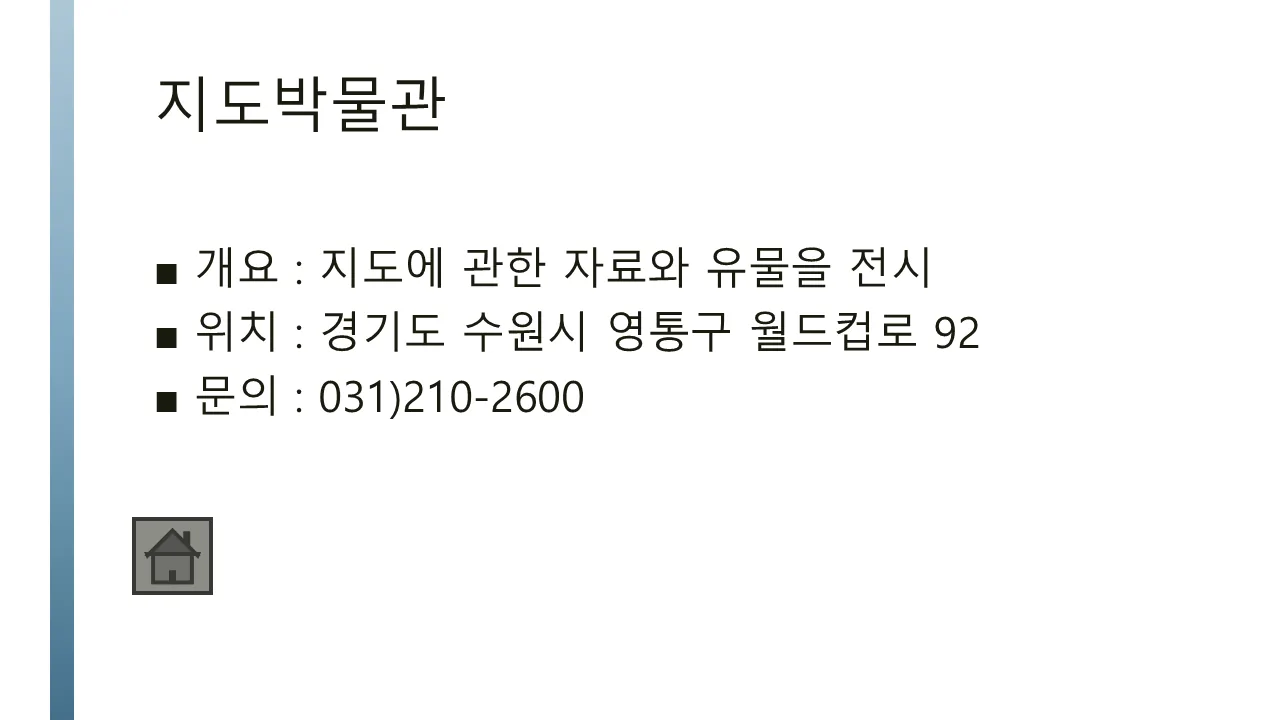 지도박물관
■ 개요 : 지도에 관한 자료와 유물을 전시
■ 위치 : 경기도 수원시 영통구 월드컵로 92
■ 문의 : 031)210-2600